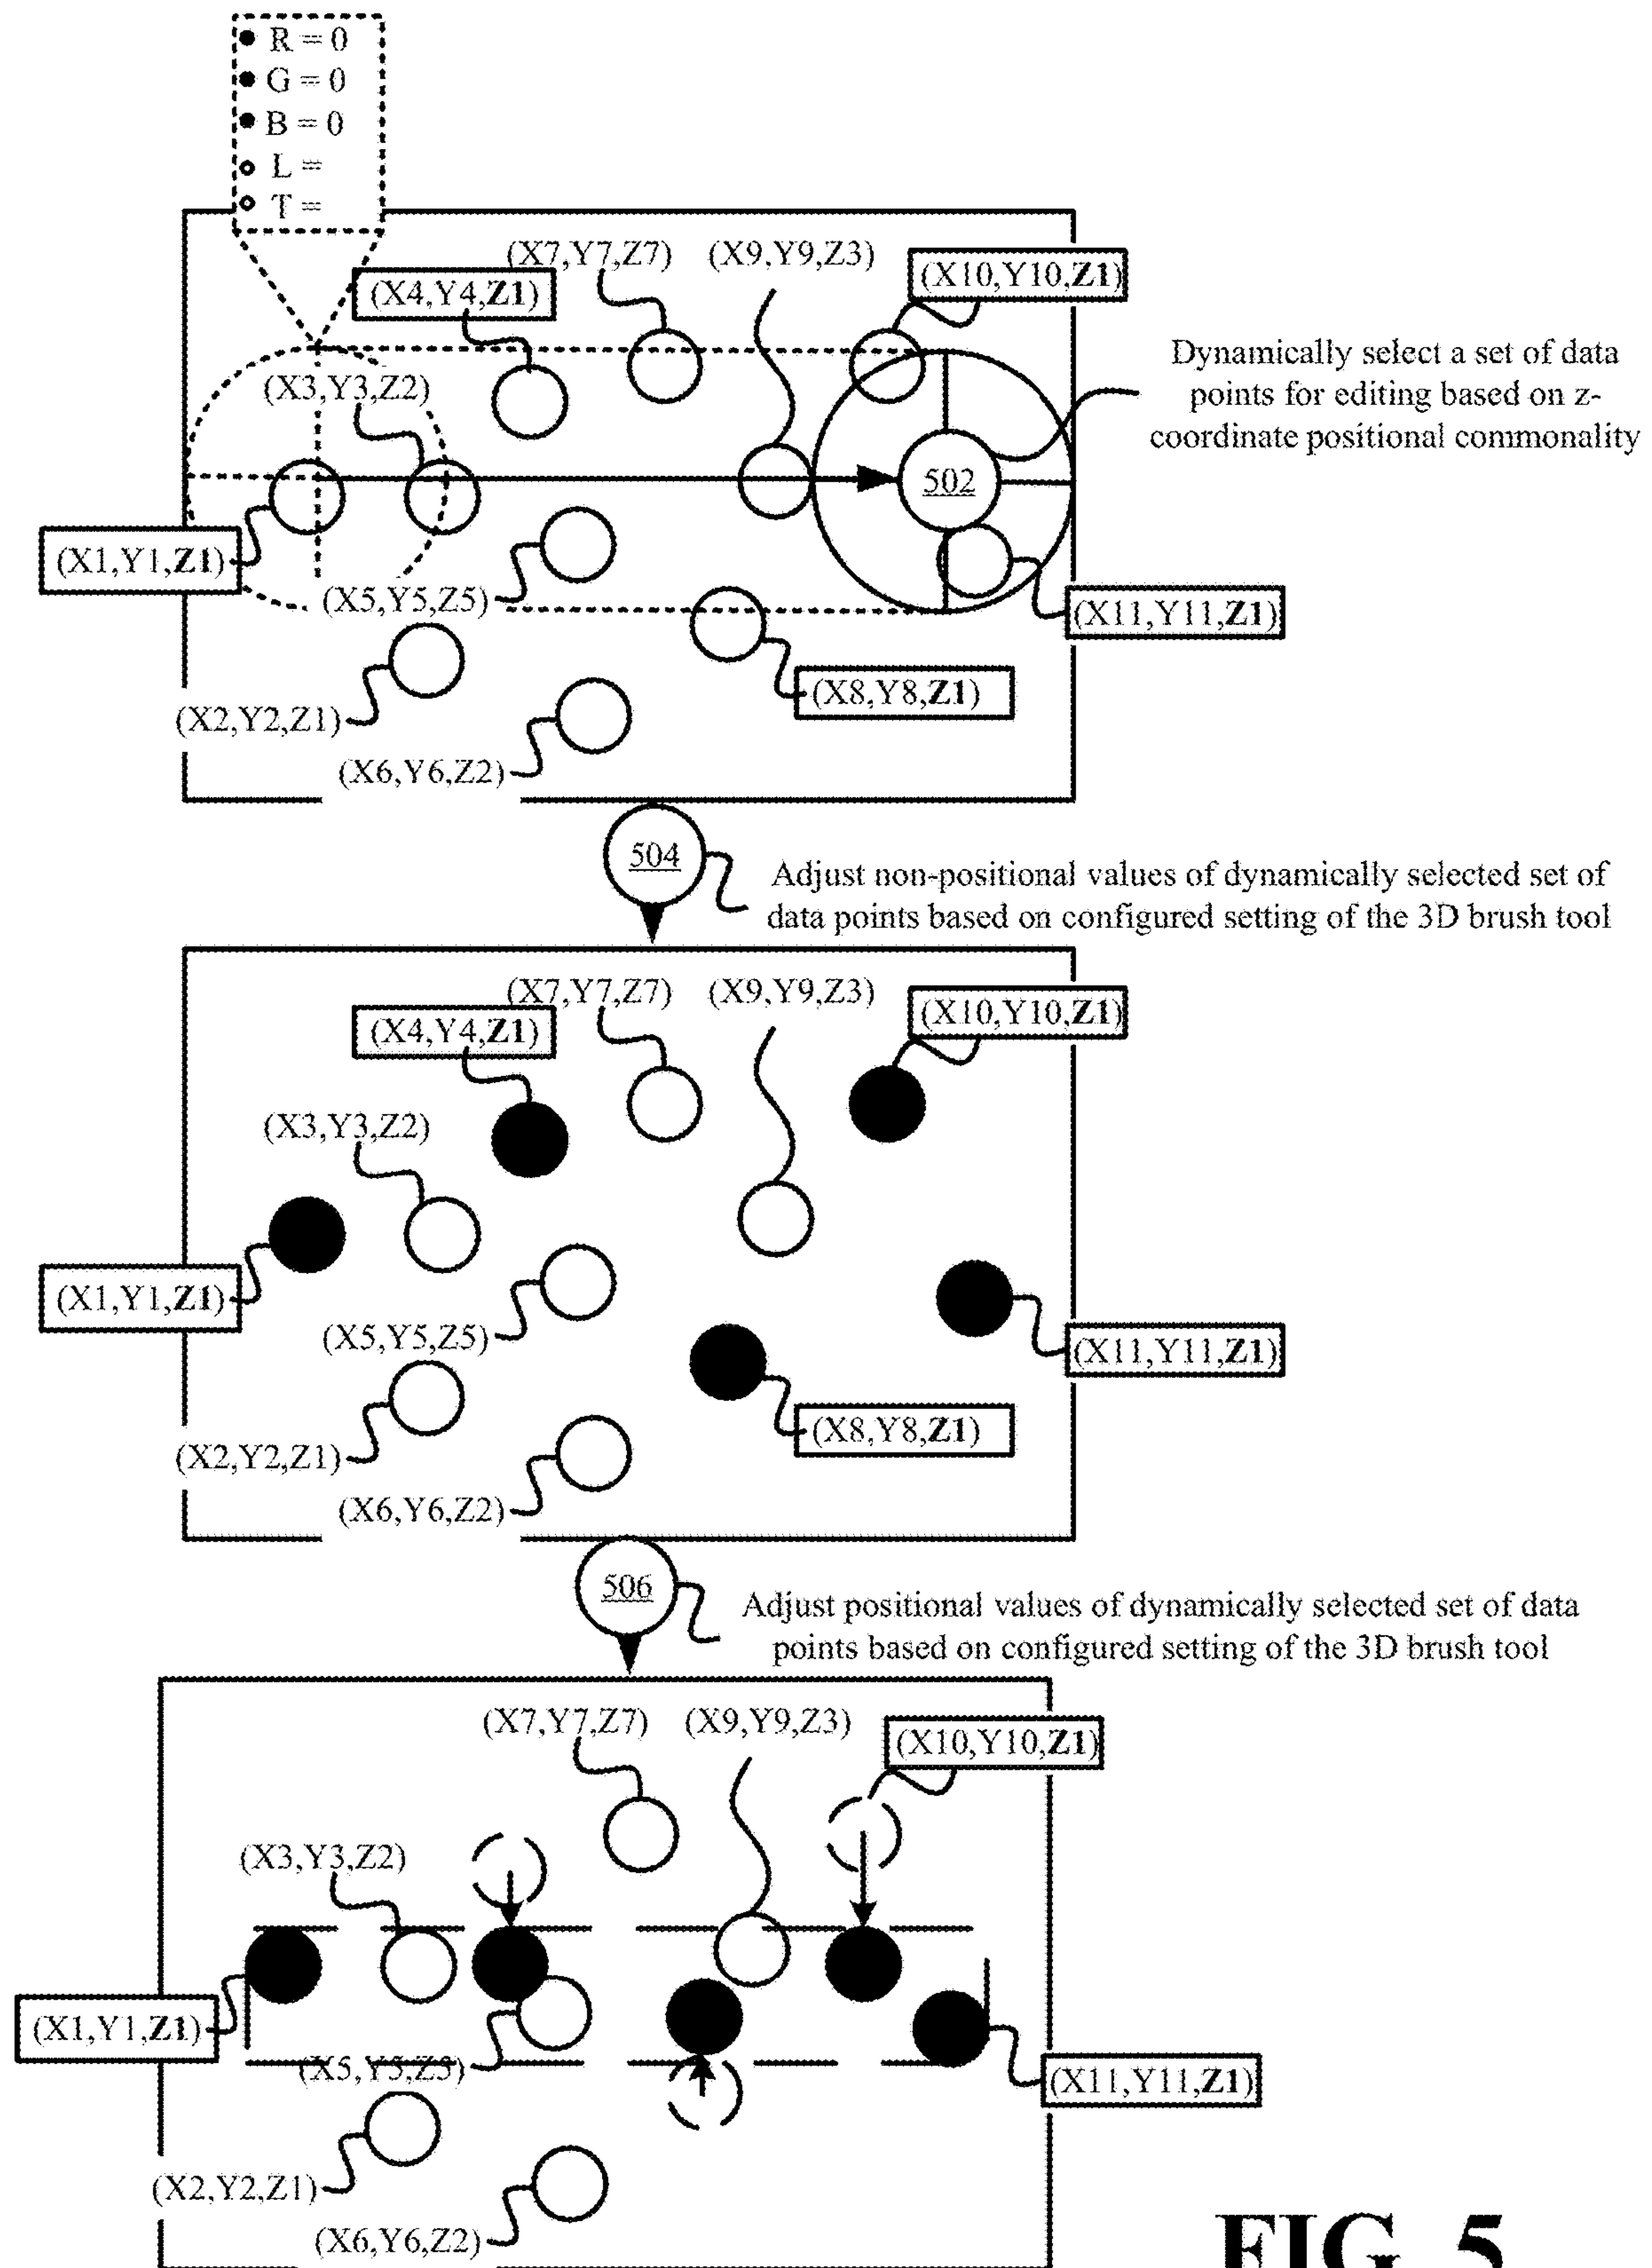 R = 0
G = 0
B = 0
L =
T =
(X7,Y7,Z7)
(X9,Y9,Z3)
(X10,Y10,Z1)
(X4,Y4,Z1)
(X3,Y3,Z2)
Dynamically select a set of data
points for editing based on z-
coordinate positional commonality
502
(X1,Y1,Z1)
(X5,Y5,Z5)
(X11,Y11,Z1)
(X8,Y8,Z1)
(X2,Y2,Z1)
(X6,Y6,Z2)
504
Adjust non-positional values of dynamically selected set of
data points based on configured setting of the 3D brush tool
(X7,Y7,Z7)
(X9,Y9,Z3)
(X10,Y10,Z1)
(X4,Y4,Z1)
(X3,Y3,Z2)
(X1,Y1,Z1)
(X5,Y5,Z5)
(X11,Y11,Z1)
(X8,Y8,Z1)
(X2,Y2,Z1)
(X6,Y6,Z2)
506
Adjust positional values of dynamically selected set of data
points based on configured setting of the 3D brush tool
(X7,Y7,Z7)
(X9,Y9,Z3)
(X10,Y10,Z1)
(X3,Y3,Z2)
(X1,Y1,Z1)
(X5,Y5,Z5)
(X11,Y11,Z1)
(X2,Y2,Z1)
(X6,Y6,Z2)
FIG. 5